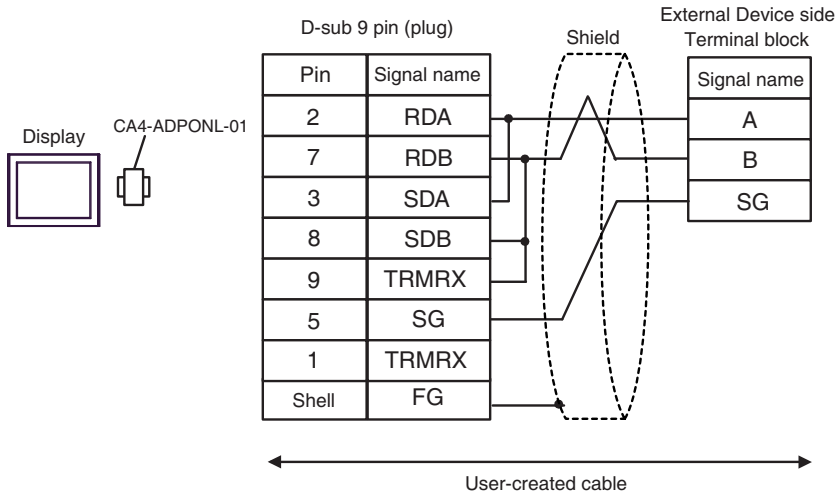 External Device side
Terminal block
D-sub 9 pin (plug)
Shield
Pin Signal name
Signal name
2 RDA
A
7 RDB
B
3 SDA
SG
8 SDB
9 TRMRX
5 SG
1 TRMRX
Shell FG
Display
CA4-ADPONL-01
User-created cable